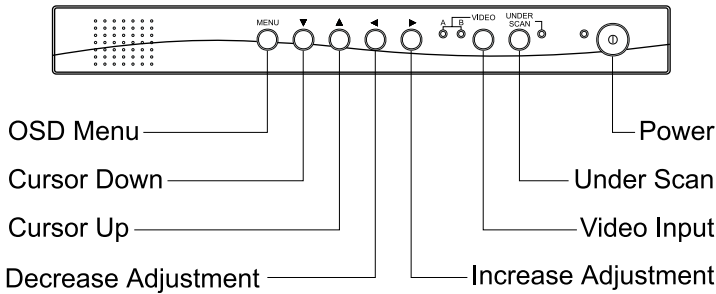 MENU ▼ ▲ ◀ ▶ A B VIDEO UNDER
SCAN
OSD Menu
Power
Cursor Down
Under Scan
Cursor Up
Video Input
Decrease Adjustment
Increase Adjustment